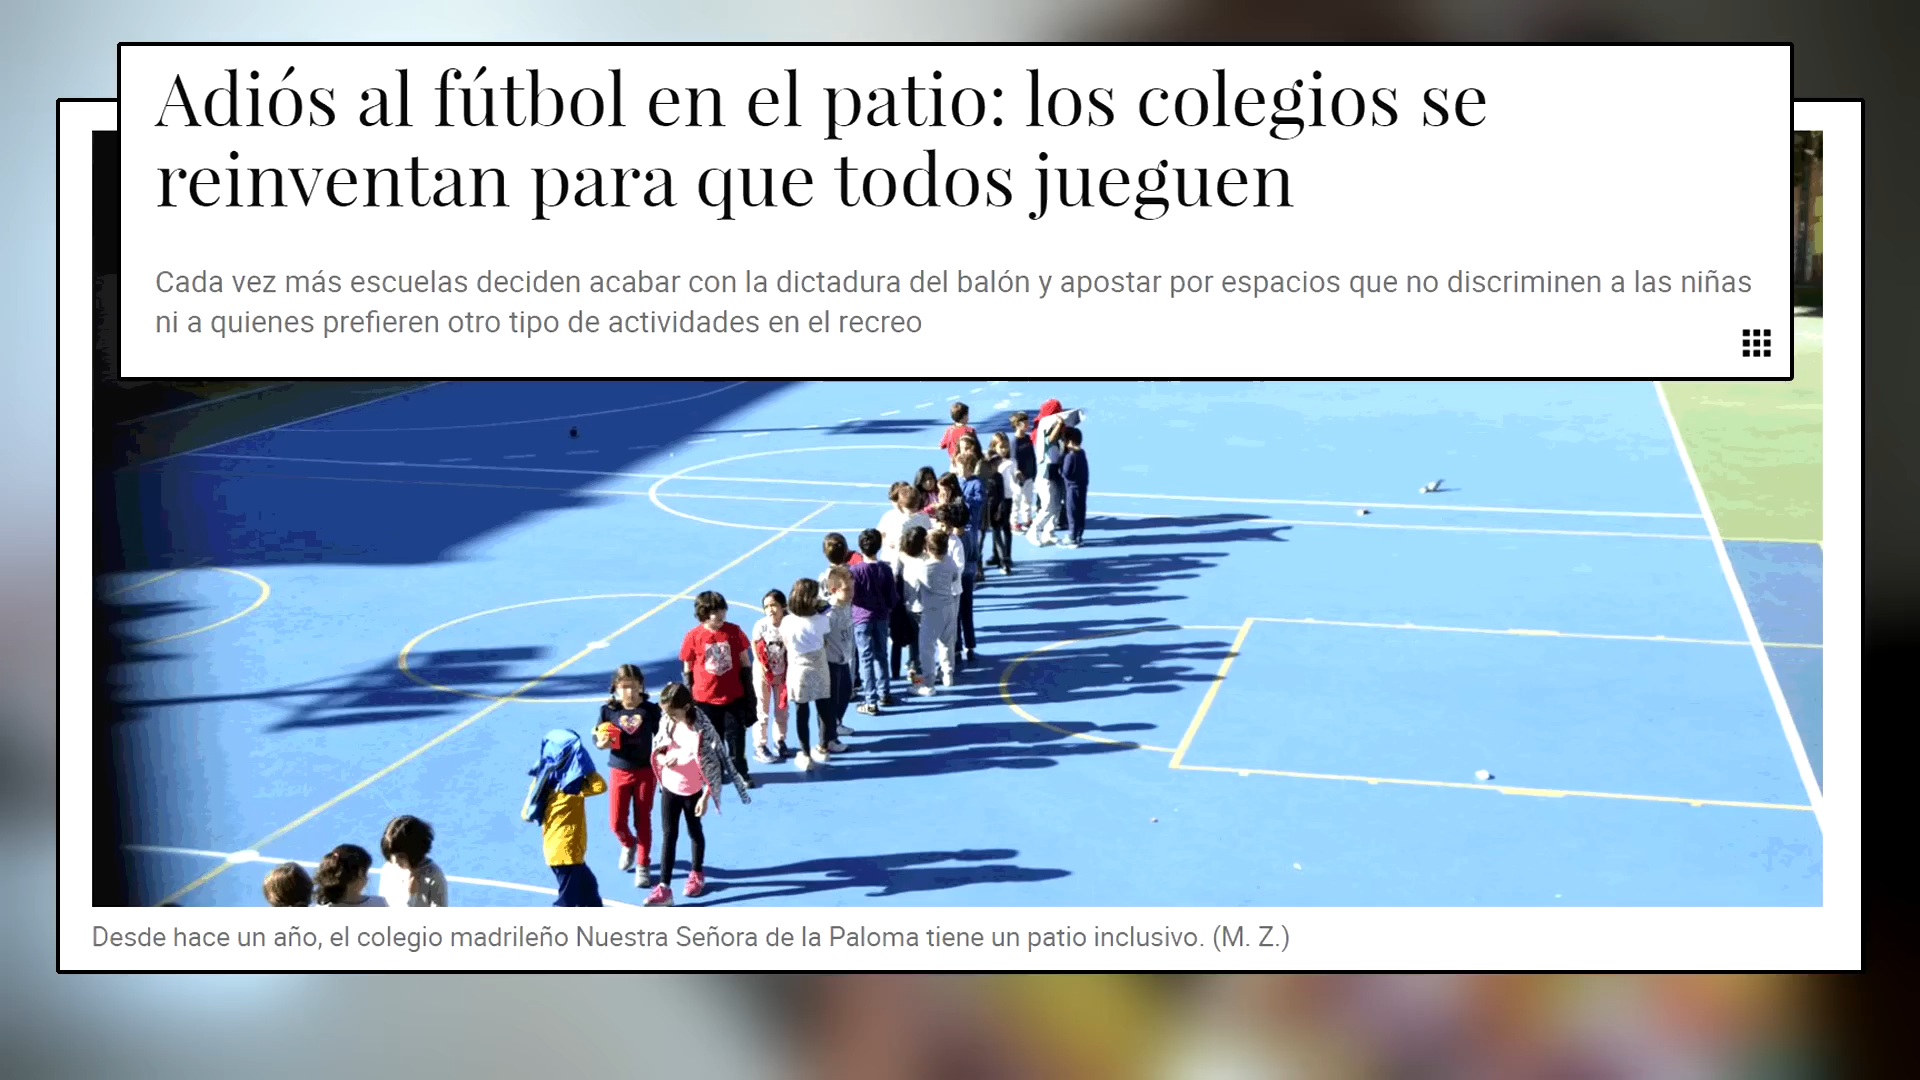 Adiós al fútbol en el patio: los colegios se
reinventan para que todos jueguen
Cada vez más escuelas deciden acabar con la dictadura del balón y apostar por espacios que no discriminen a las niñas
ni a quienes prefieren otro tipo de actividades en el recreo
Desde hace un año, el colegio madrileño Nuestra Señora de la Paloma tiene un patio inclusivo. (M. Z.)